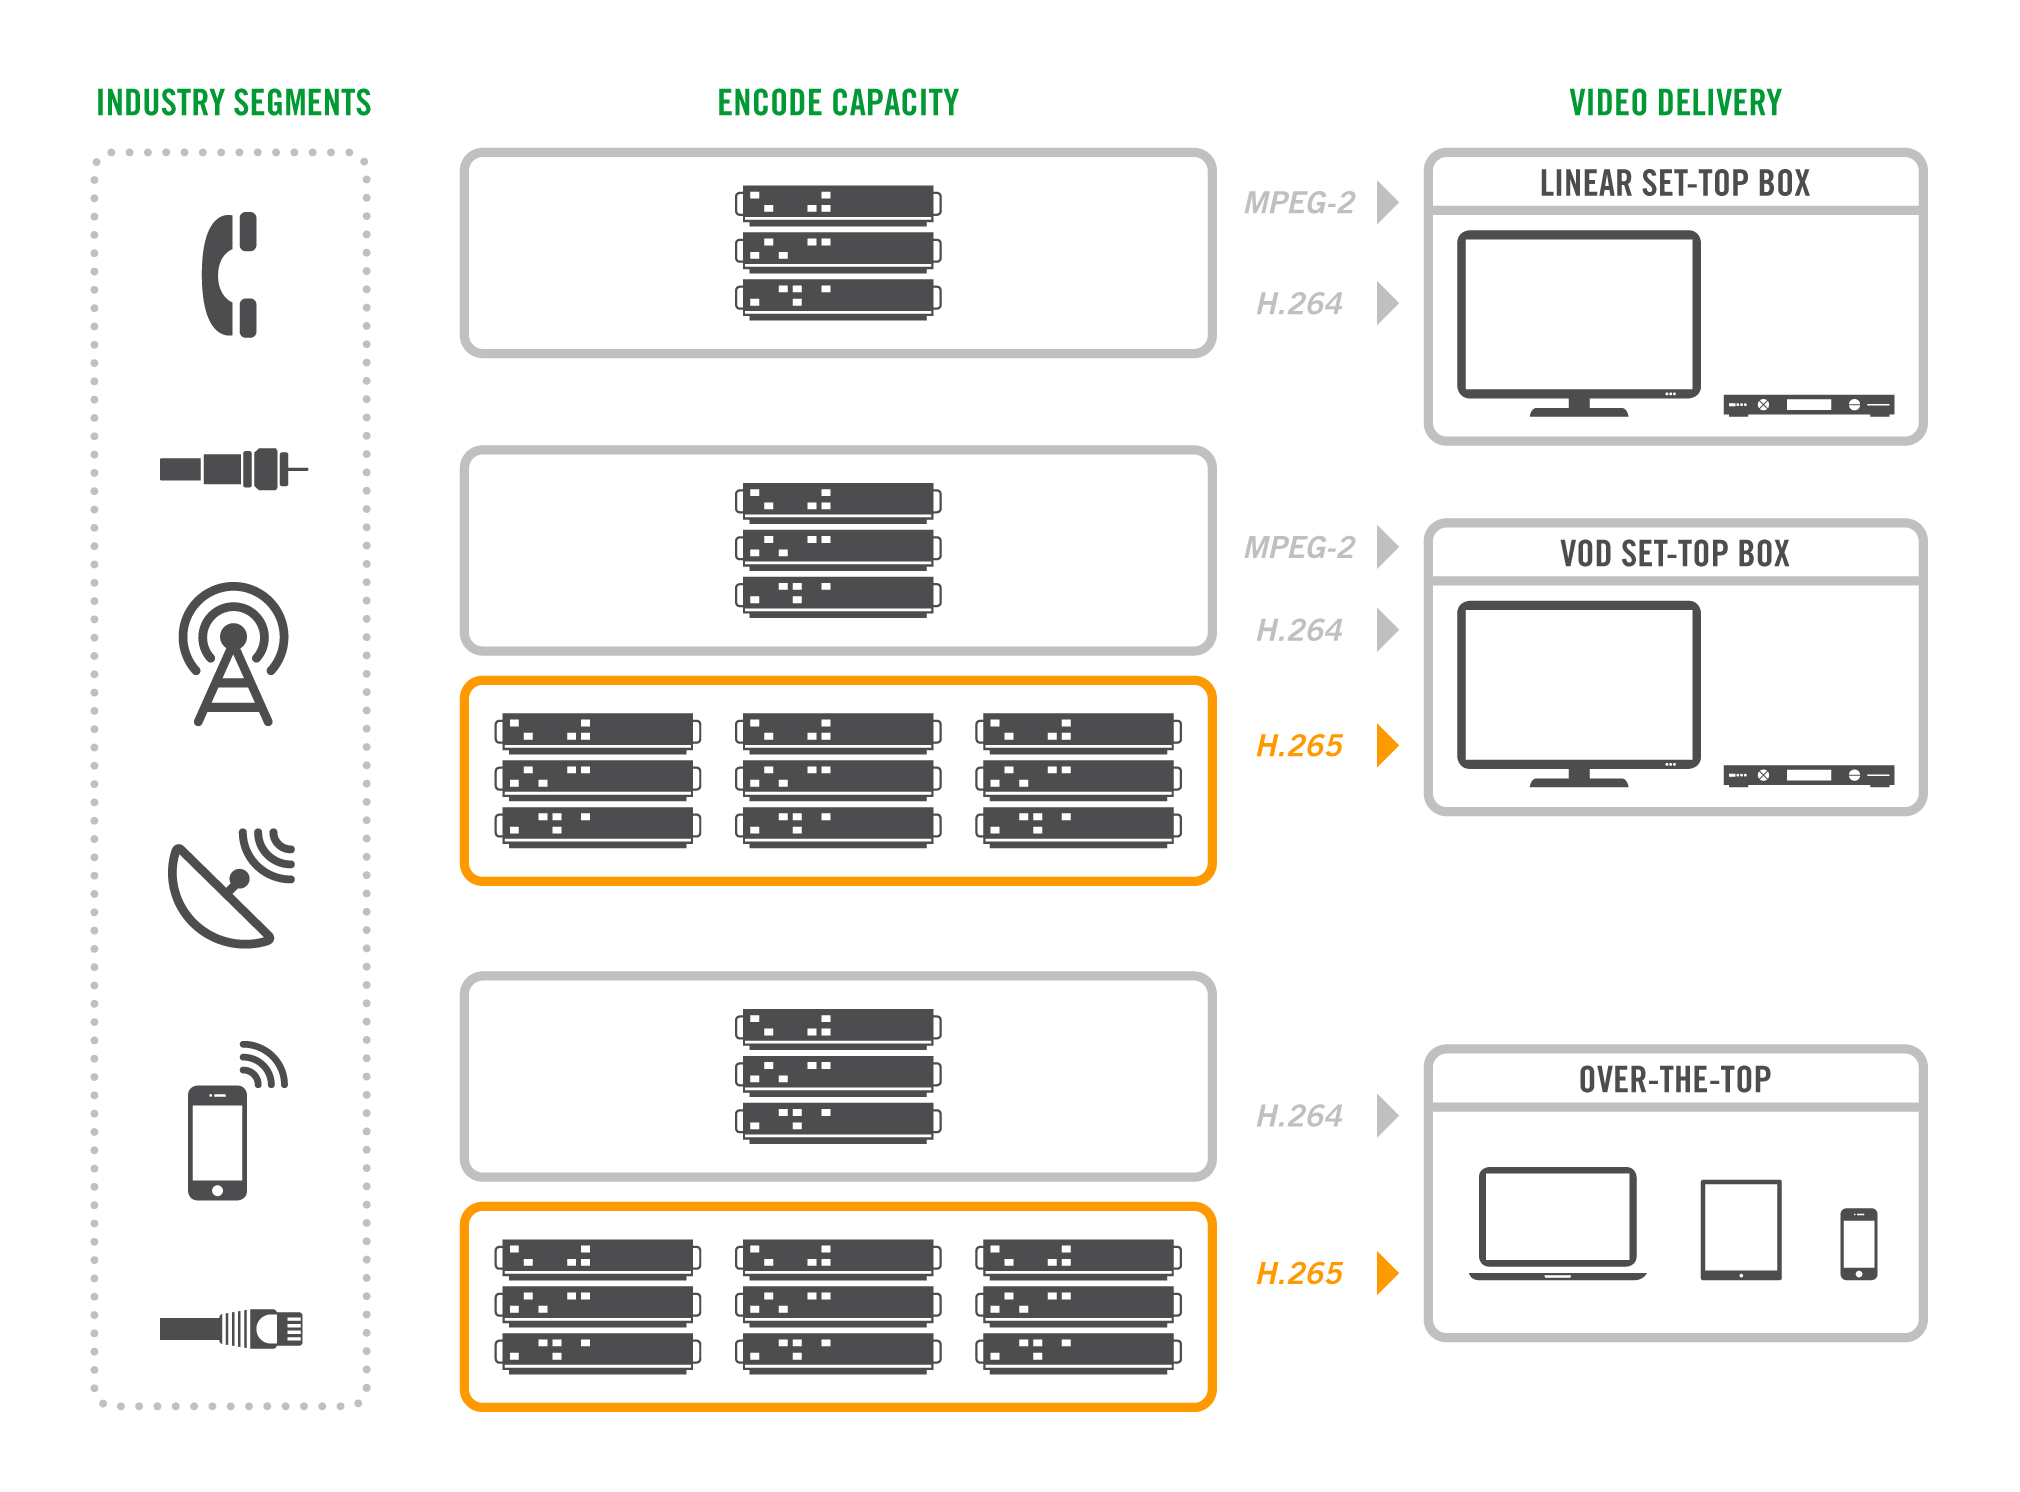 INDUSTRY SEGMENTS
ENCODE CAPACITY
VIDEO DELIVERY
MPEG-2
H.264
LINEAR SET-TOP BOX
MPEG-2
H.264
H.265
VOD SET-TOP BOX
H.264
H.265
OVER-THE-TOP